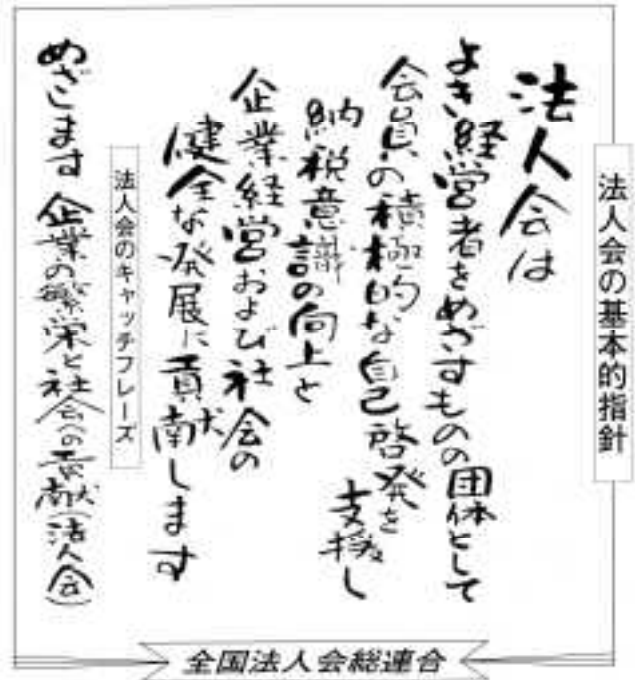 法人会の基本的指針
法人会は
よき経営者をめざすものの団体として
会員の積極的な自己啓発を
支援し
納税意識の向上と
企業経営および社会の
健全な発展に貢献します
法人会のキャッチフレーズ
めざします 企業の繁栄と社会への貢献(法人会)
全国法人会総連合